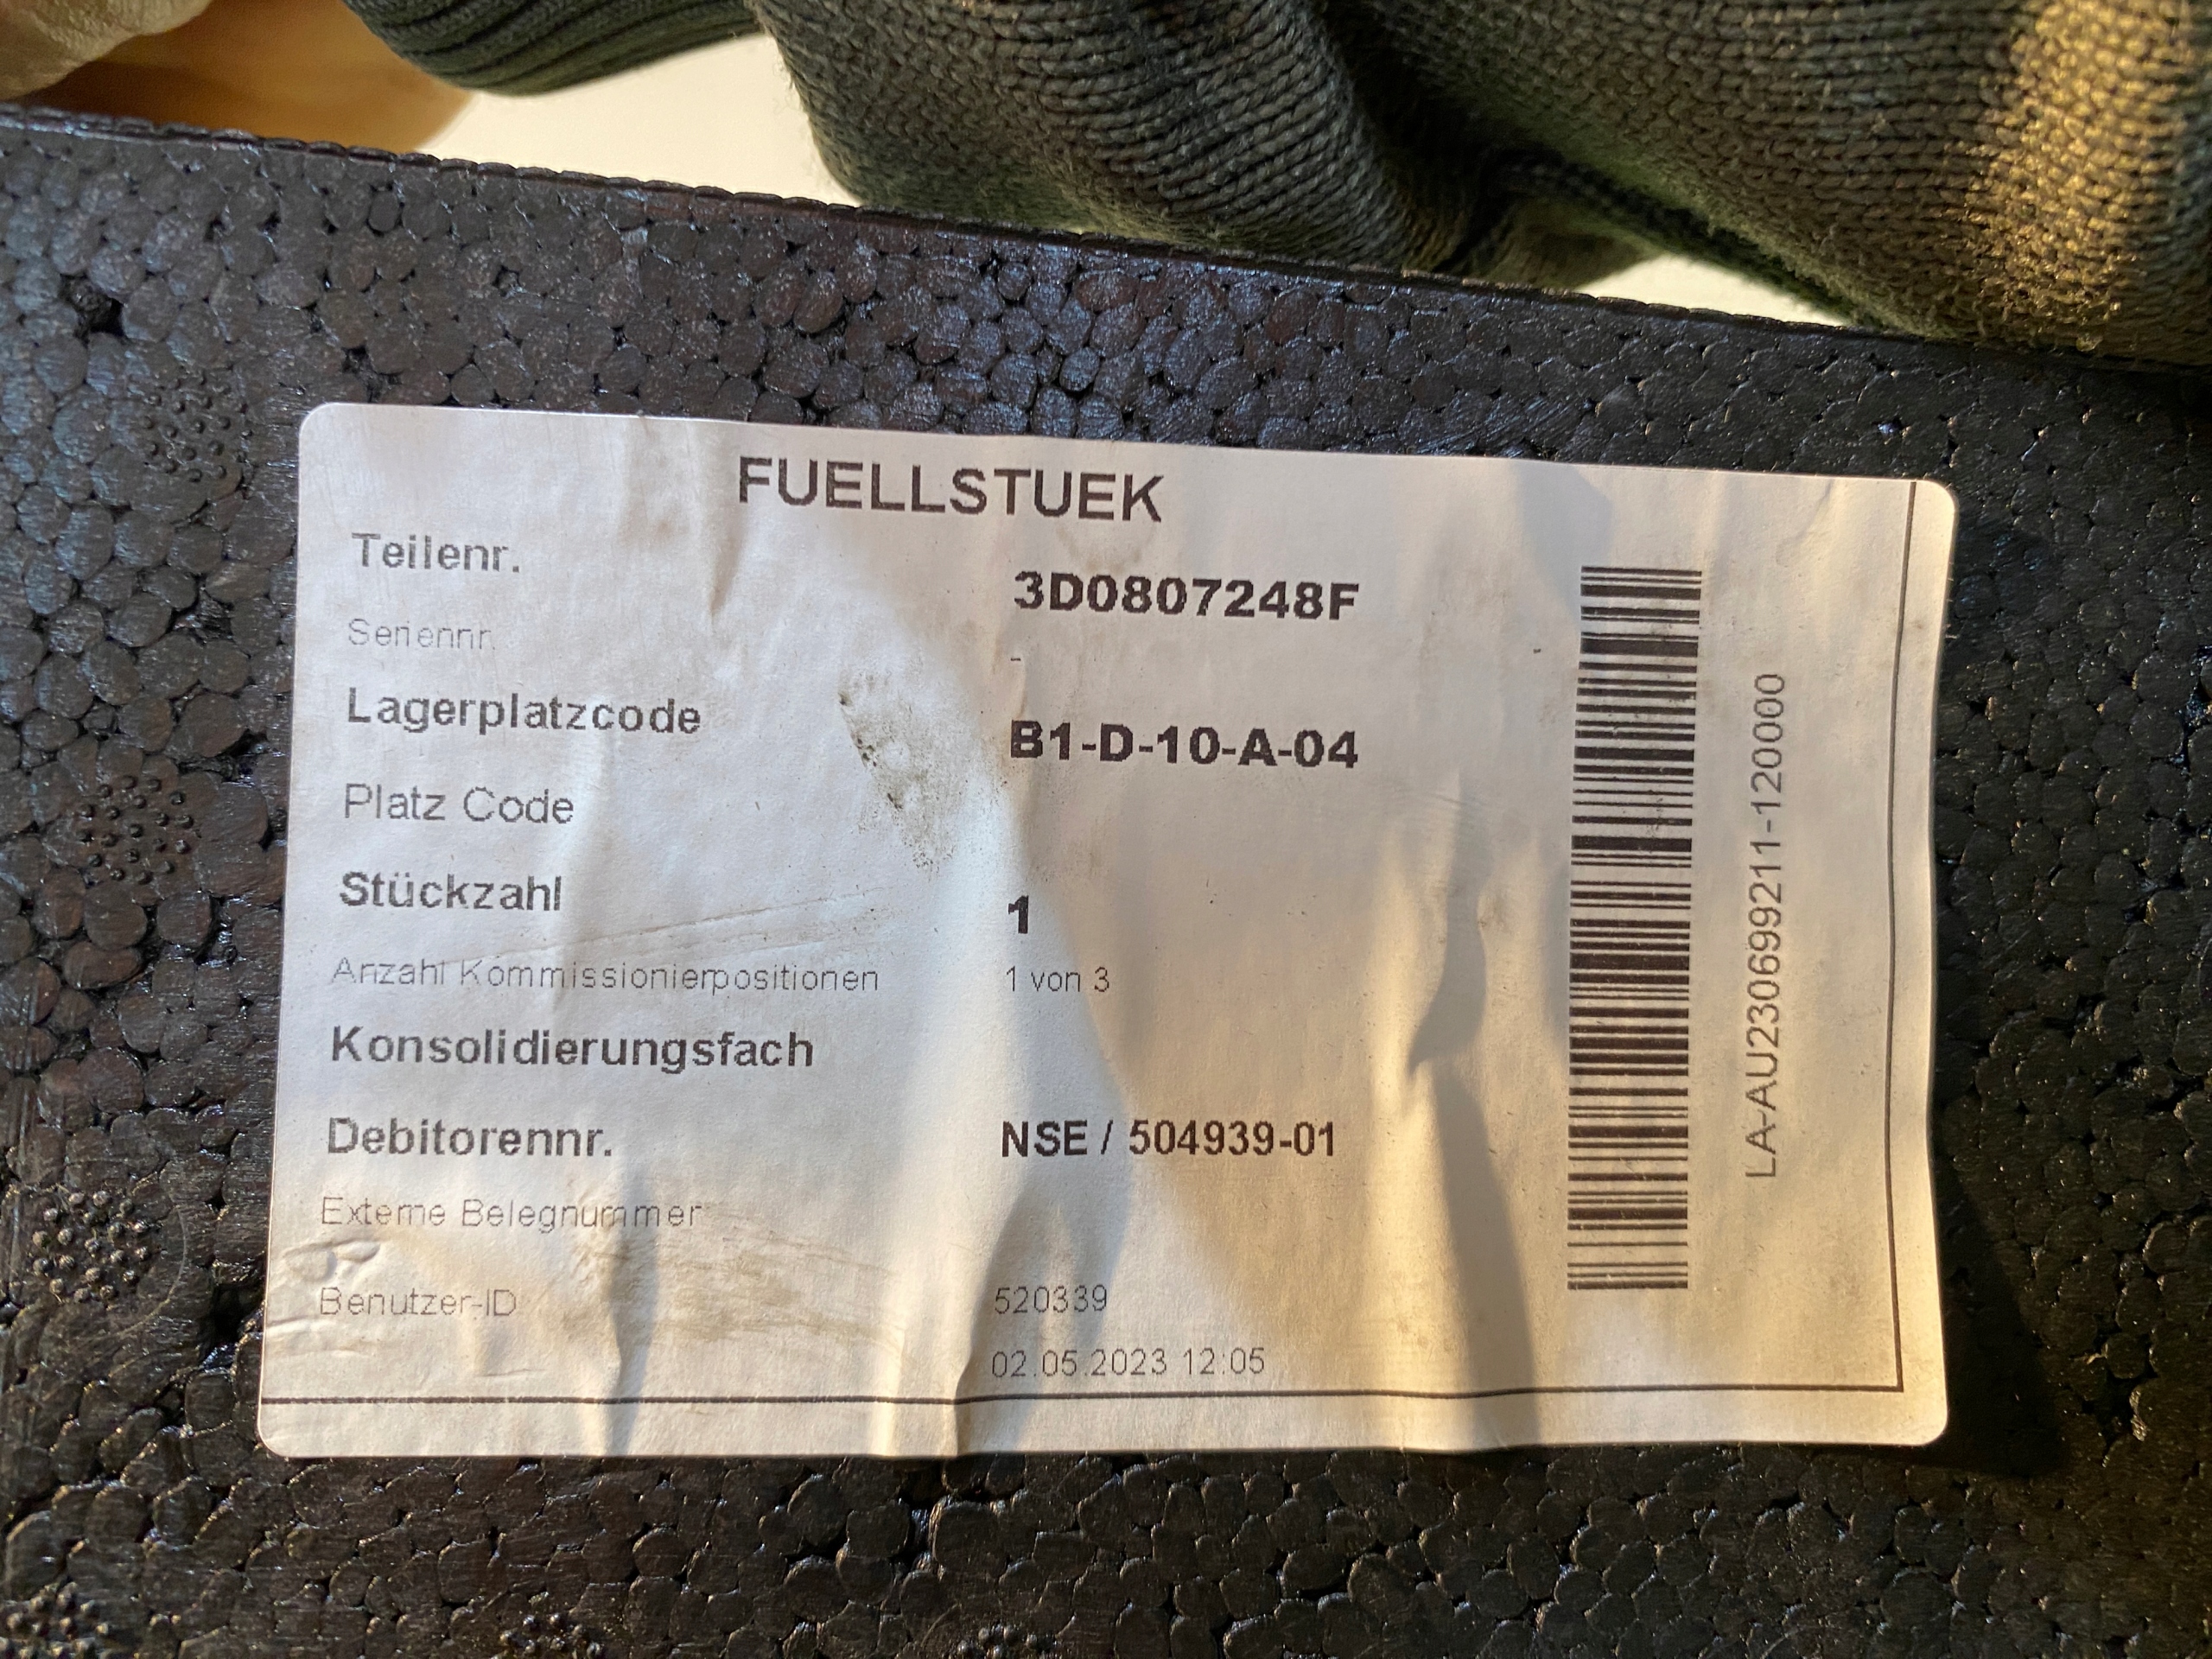 FUELLSTUEK
Teilenr. 3D0807248F
Seriennr. -
Lagerplatzcode B1-D-10-A-04
Platz Code
Stückzahl 1
Anzahl Kommissionierpositionen 1 von 3
Konsolidierungsfach
Debitorennr. NSE / 504939-01
Externe Belegnummer
Benutzer-ID 520339
02.05.2023 12:05
LA-AU230699211-120000